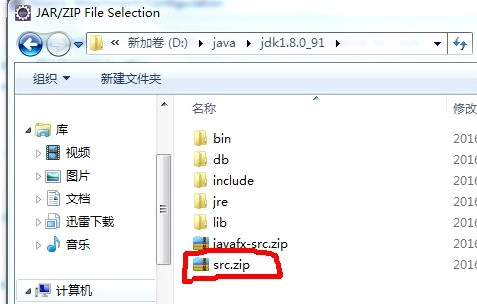 JAR/ZIP File Selection
« 新加卷 (D:) ▸ java ▸ jdk1.8.0_91 ▸
组织 ▾ 新建文件夹
名称 修改
库
视频
图片
文档
迅雷下载
音乐
计算机
bin 2016
db 2016
include 2016
jre 2016
lib 2016
javafx-src.zip 2016
src.zip 2016